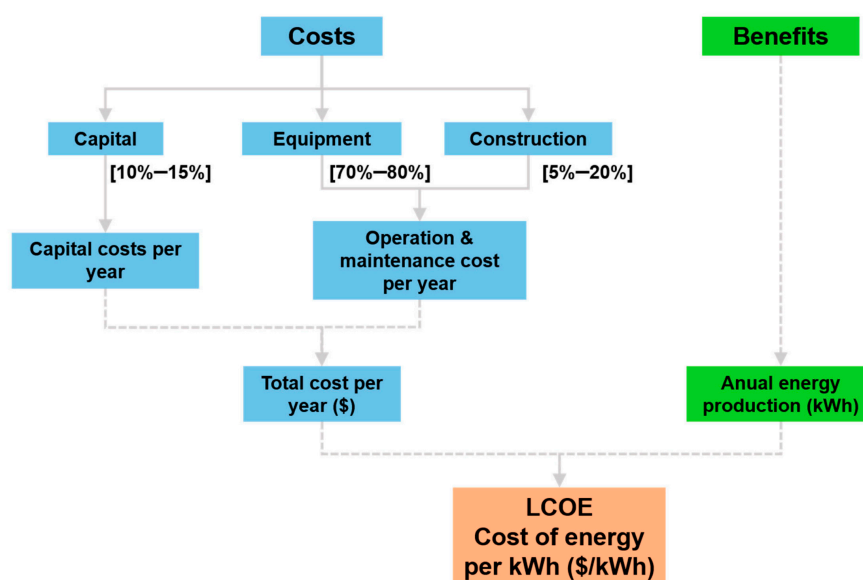 Costs
Benefits
Capital
Equipment
Construction
[10%–15%]
[70%–80%]
[5%–20%]
Capital costs per
year
Operation &
maintenance cost
per year
Total cost per
year ($)
Anual energy
production (kWh)
LCOE
Cost of energy
per kWh ($/kWh)